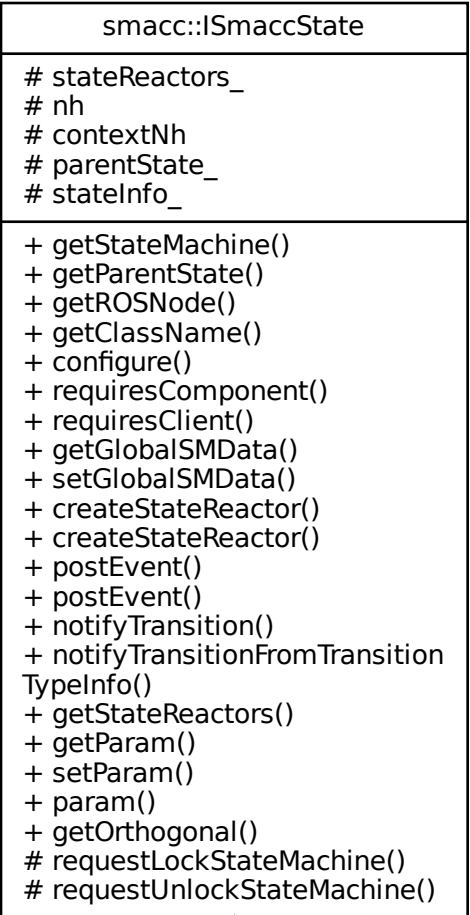 smacc::ISmaccState
# stateReactors_
# nh
# contextNh
# parentState_
# stateInfo_
+ getStateMachine()
+ getParentState()
+ getROSNode()
+ getClassName()
+ configure()
+ requiresComponent()
+ requiresClient()
+ getGlobalSMData()
+ setGlobalSMData()
+ createStateReactor()
+ createStateReactor()
+ postEvent()
+ postEvent()
+ notifyTransition()
+ notifyTransitionFromTransition
TypeInfo()
+ getStateReactors()
+ getParam()
+ setParam()
+ param()
+ getOrthogonal()
# requestLockStateMachine()
# requestUnlockStateMachine()